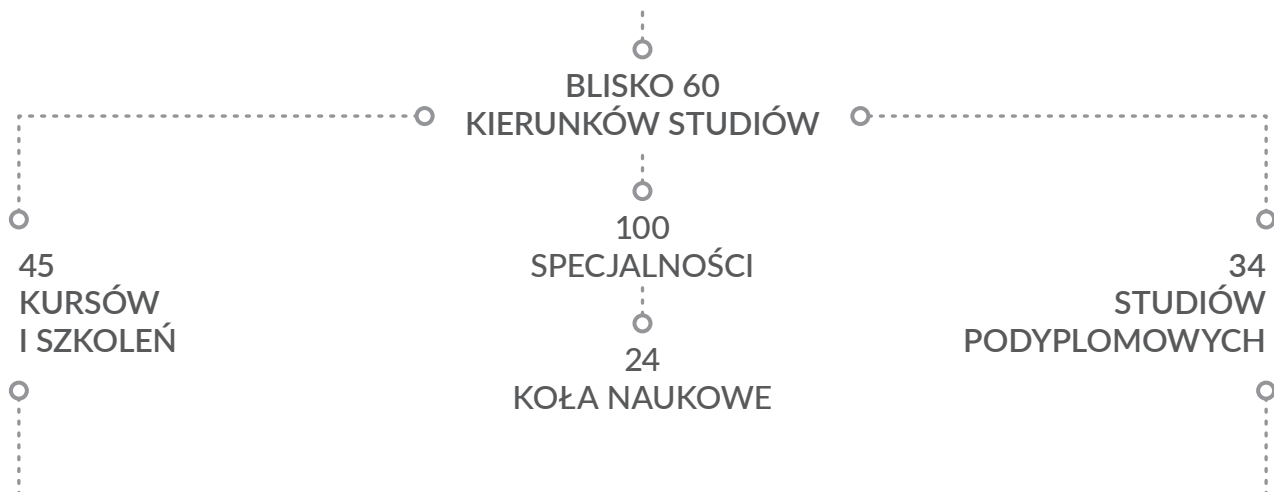 BLISKO 60
KIERUNKÓW STUDIÓW
100
SPECJALNOŚCI
45
KURSÓW
I SZKOLEŃ
34
STUDIÓW
PODYPLOMOWYCH
24
KOŁA NAUKOWE